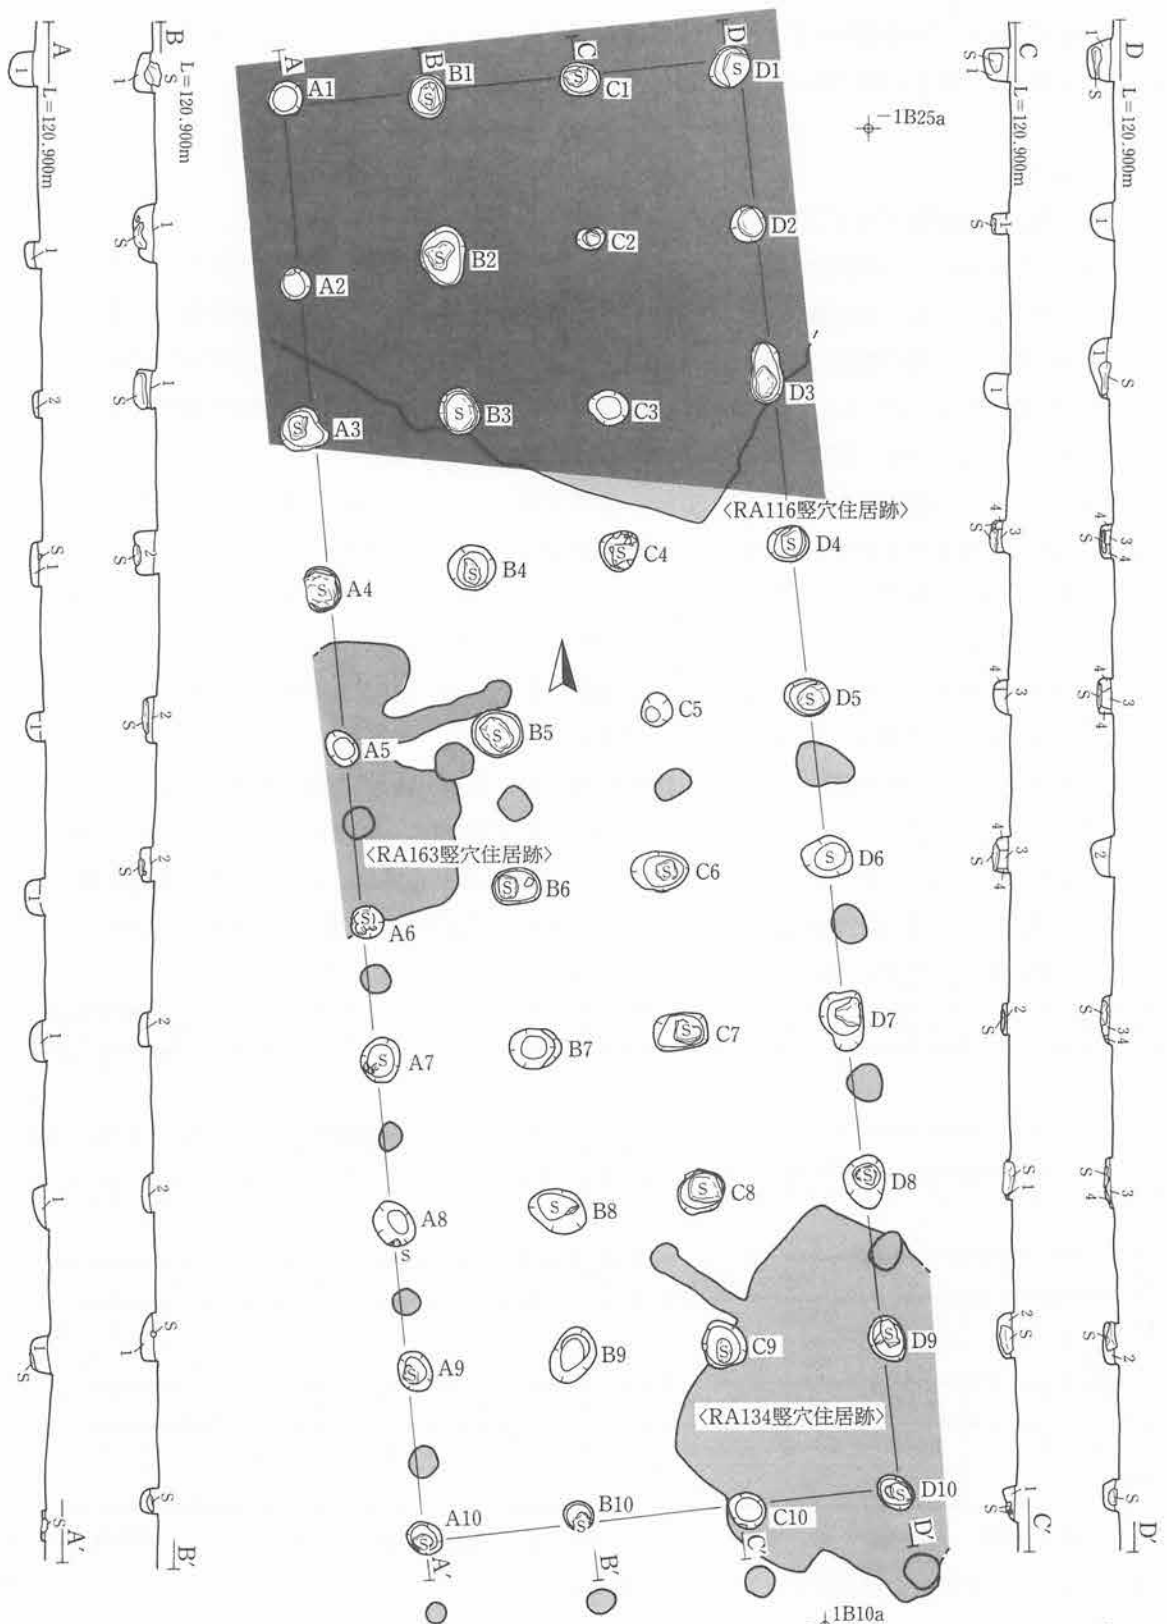 A
B
C
D
A1
B1
C1
D1
-1B25a
A2
B2
C2
D2
A3
B3
C3
D3
〈RA116竪穴住居跡〉
A4
B4
C4
D4
A5
B5
C5
D5
〈RA163竪穴住居跡〉
A6
B6
C6
D6
A7
B7
C7
D7
A8
B8
C8
D8
A9
B9
C9
D9
〈RA134竪穴住居跡〉
A10
B10
C10
D10
A'
B'
C'
D'
1B10a
A
L=120.900m
A'
B
L=120.900m
B'
C
L=120.900m
C'
D
L=120.900m
D'